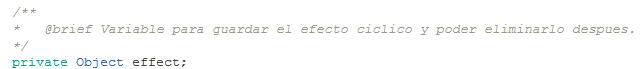 /**
*   @brief Variable para guardar el efecto ciclico y poder eliminarlo despues.
*/
private Object effect;